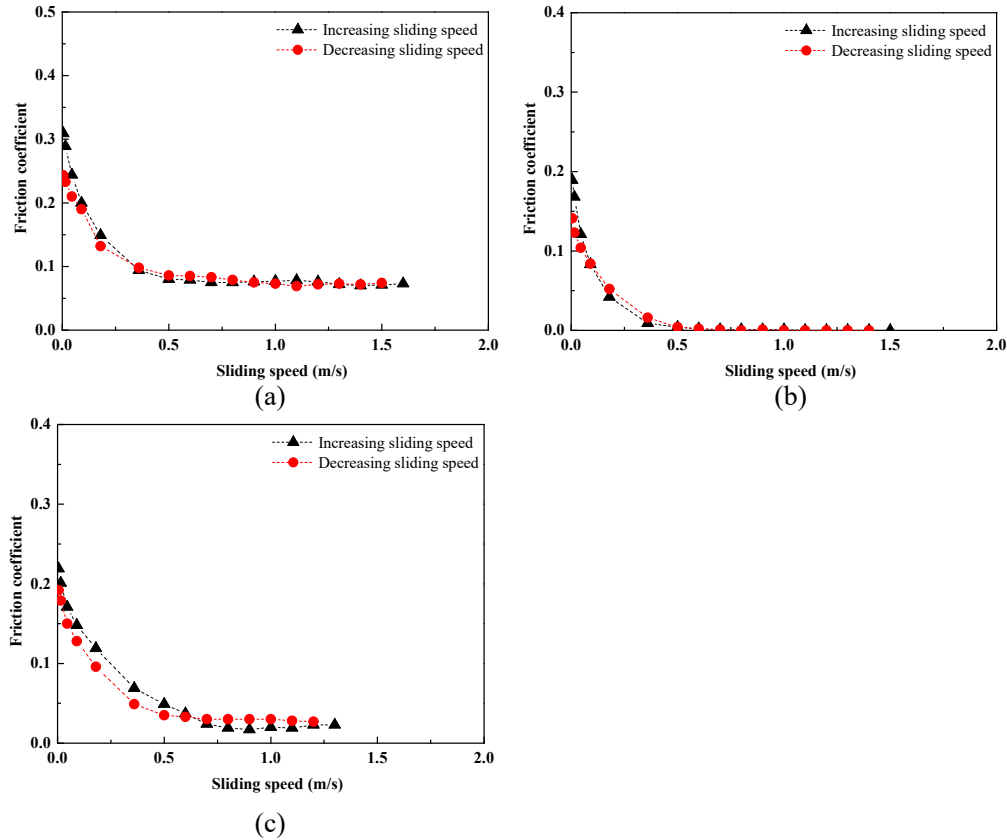 0.5
Increasing sliding speed
Decreasing sliding speed
0.4
0.3
0.2
0.1
0.0
Friction coefficient
0.0 0.5 1.0 1.5 2.0
Sliding speed (m/s)
(a)
0.4
Increasing sliding speed
Decreasing sliding speed
0.3
0.2
0.1
0.0
Friction coefficient
0.0 0.5 1.0 1.5 2.0
Sliding speed (m/s)
(b)
0.4
Increasing sliding speed
Decreasing sliding speed
0.3
0.2
0.1
0.0
Friction coefficient
0.0 0.5 1.0 1.5 2.0
Sliding speed (m/s)
(c)